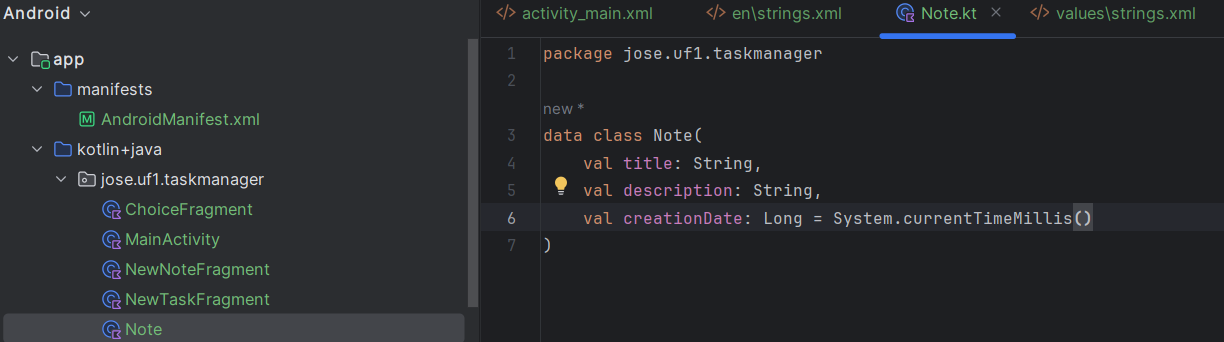 Android
app
manifests
AndroidManifest.xml
kotlin+java
jose.uf1.taskmanager
ChoiceFragment
MainActivity
NewNoteFragment
NewTaskFragment
Note
activity_main.xml en\strings.xml Note.kt values\strings.xml
1 package jose.uf1.taskmanager
2
new *
3 data class Note(
4 val title: String,
5 val description: String,
6 val creationDate: Long = System.currentTimeMillis()
7 )